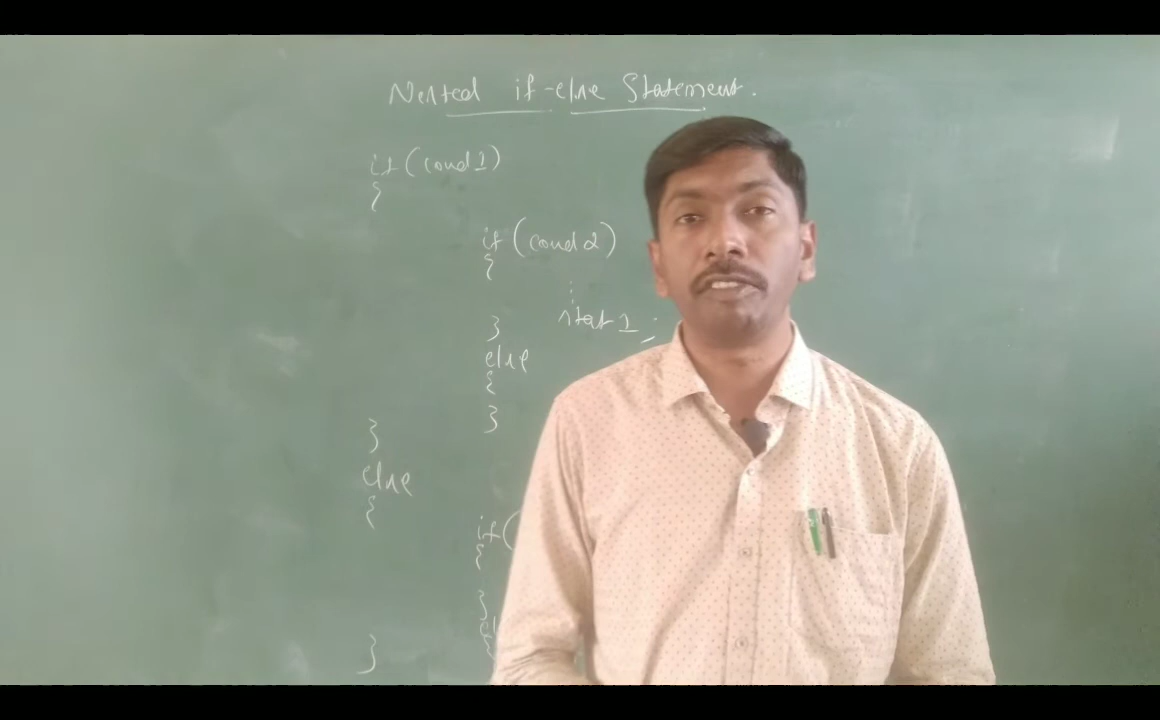 Nested if-else Statement.
if (cond 1)
{
if (cond 2)
{
:
stat 1;
}
else
{
}
}
else
{
if (
{
}
}